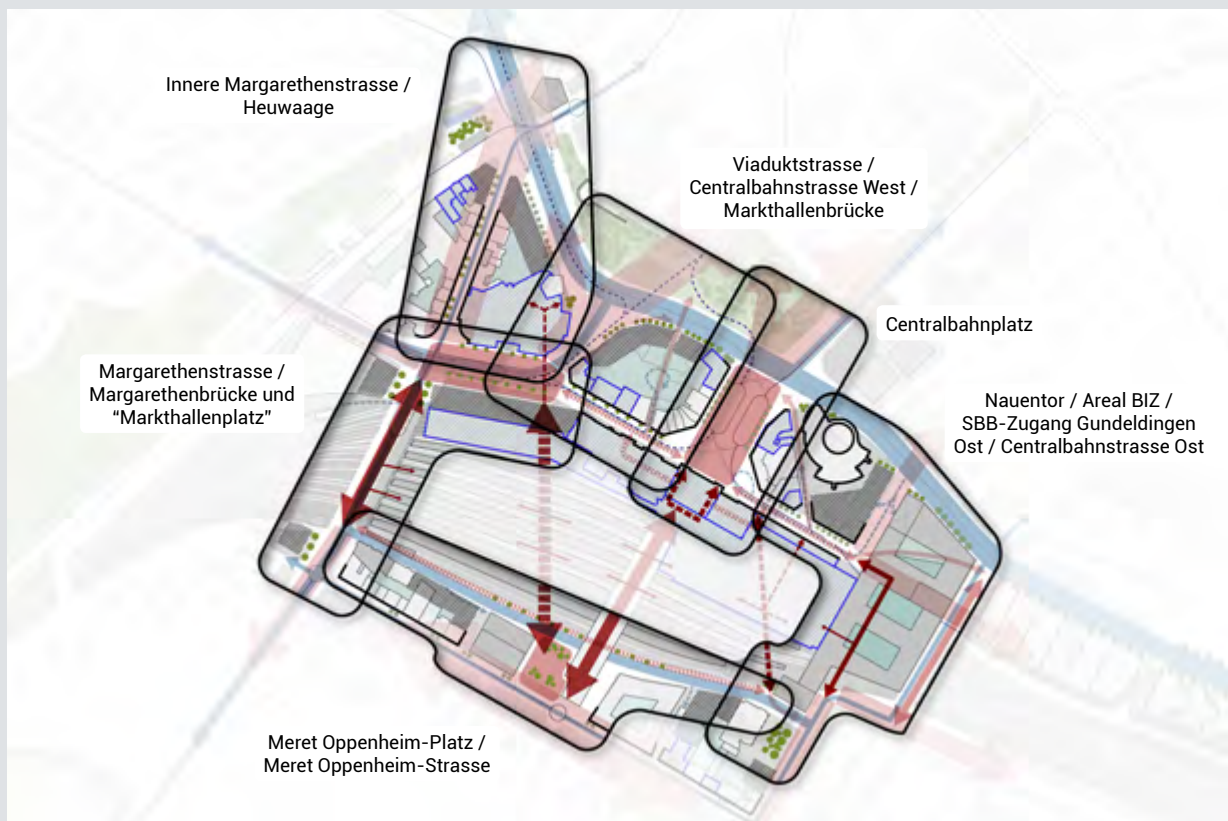 Innere Margarethenstrasse /
Heuwaage
Viaduktstrasse /
Centralbahnstrasse West /
Markthallenbrücke
Centralbahnplatz
Margarethenstrasse /
Margarethenbrücke und
“Markthallenplatz”
Nauentor / Areal BIZ /
SBB-Zugang Gundeldingen
Ost / Centralbahnstrasse Ost
Meret Oppenheim-Platz /
Meret Oppenheim-Strasse